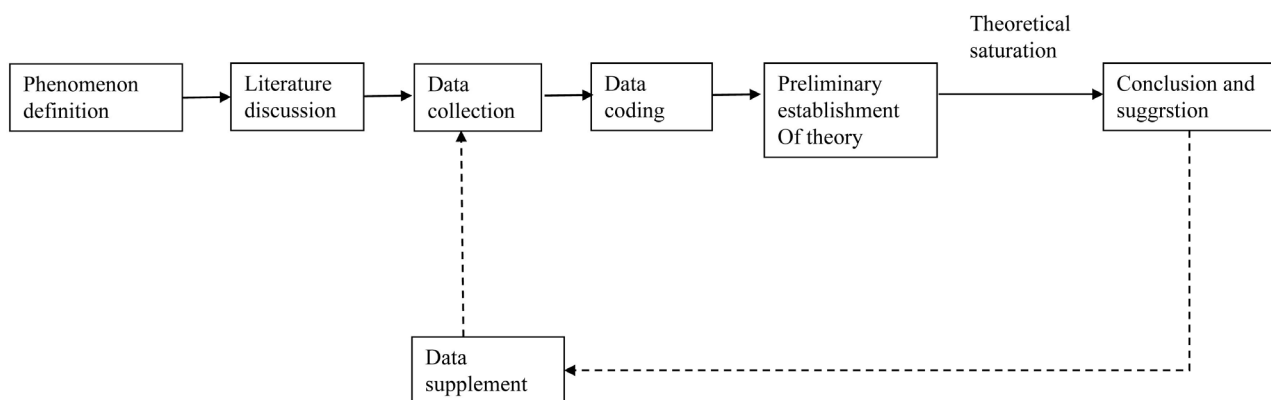 Phenomenon
definition
Literature
discussion
Data
collection
Data
coding
Preliminary
establishment
Of theory
Theoretical
saturation
Conclusion and
suggrstion
Data
supplement